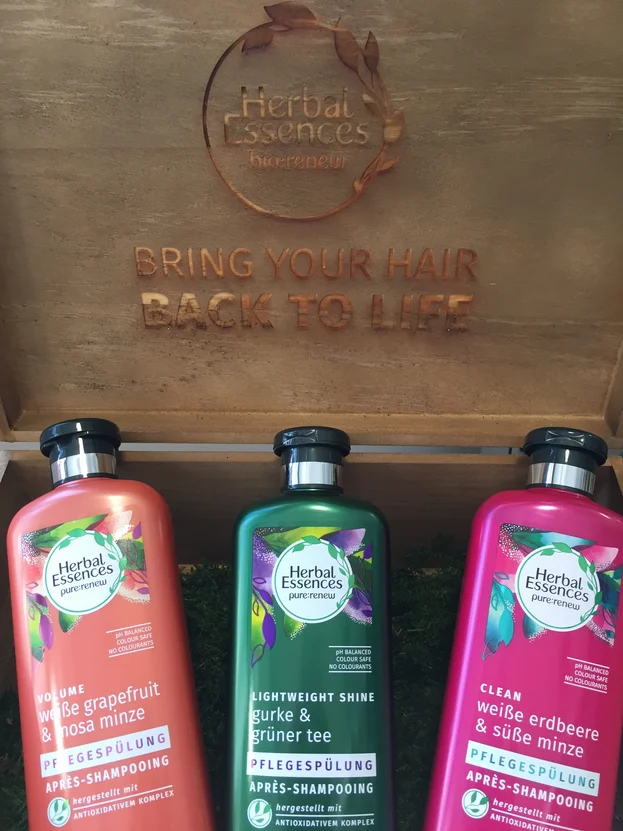 Herbal
Essences
bio:renew
BRING YOUR HAIR
BACK TO LIFE
Herbal
Essences
pure:renew
pH BALANCED
COLOUR SAFE
NO COLOURANTS
VOLUME
weiße grapefruit
& mosa minze
PFLEGESPÜLUNG
APRÈS-SHAMPOOING
hergestellt mit
ANTIOXIDATIVEM KOMPLEX
Herbal
Essences
pure:renew
pH BALANCED
COLOUR SAFE
NO COLOURANTS
LIGHTWEIGHT SHINE
gurke &
grüner tee
PFLEGESPÜLUNG
APRÈS-SHAMPOOING
hergestellt mit
ANTIOXIDATIVEM KOMPLEX
Herbal
Essences
pure:renew
pH BALANCED
COLOUR SAFE
NO COLOURANTS
CLEAN
weiße erdbeere
& süße minze
PFLEGESPÜLUNG
APRÈS-SHAMPOOING
hergestellt mit
ANTIOXIDATIVEM KOMPLEX